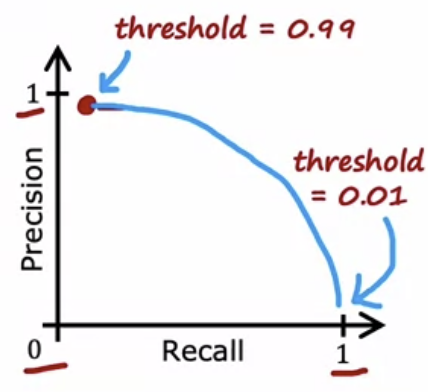 threshold = 0.99
1
Precision
threshold
= 0.01
0
Recall
1